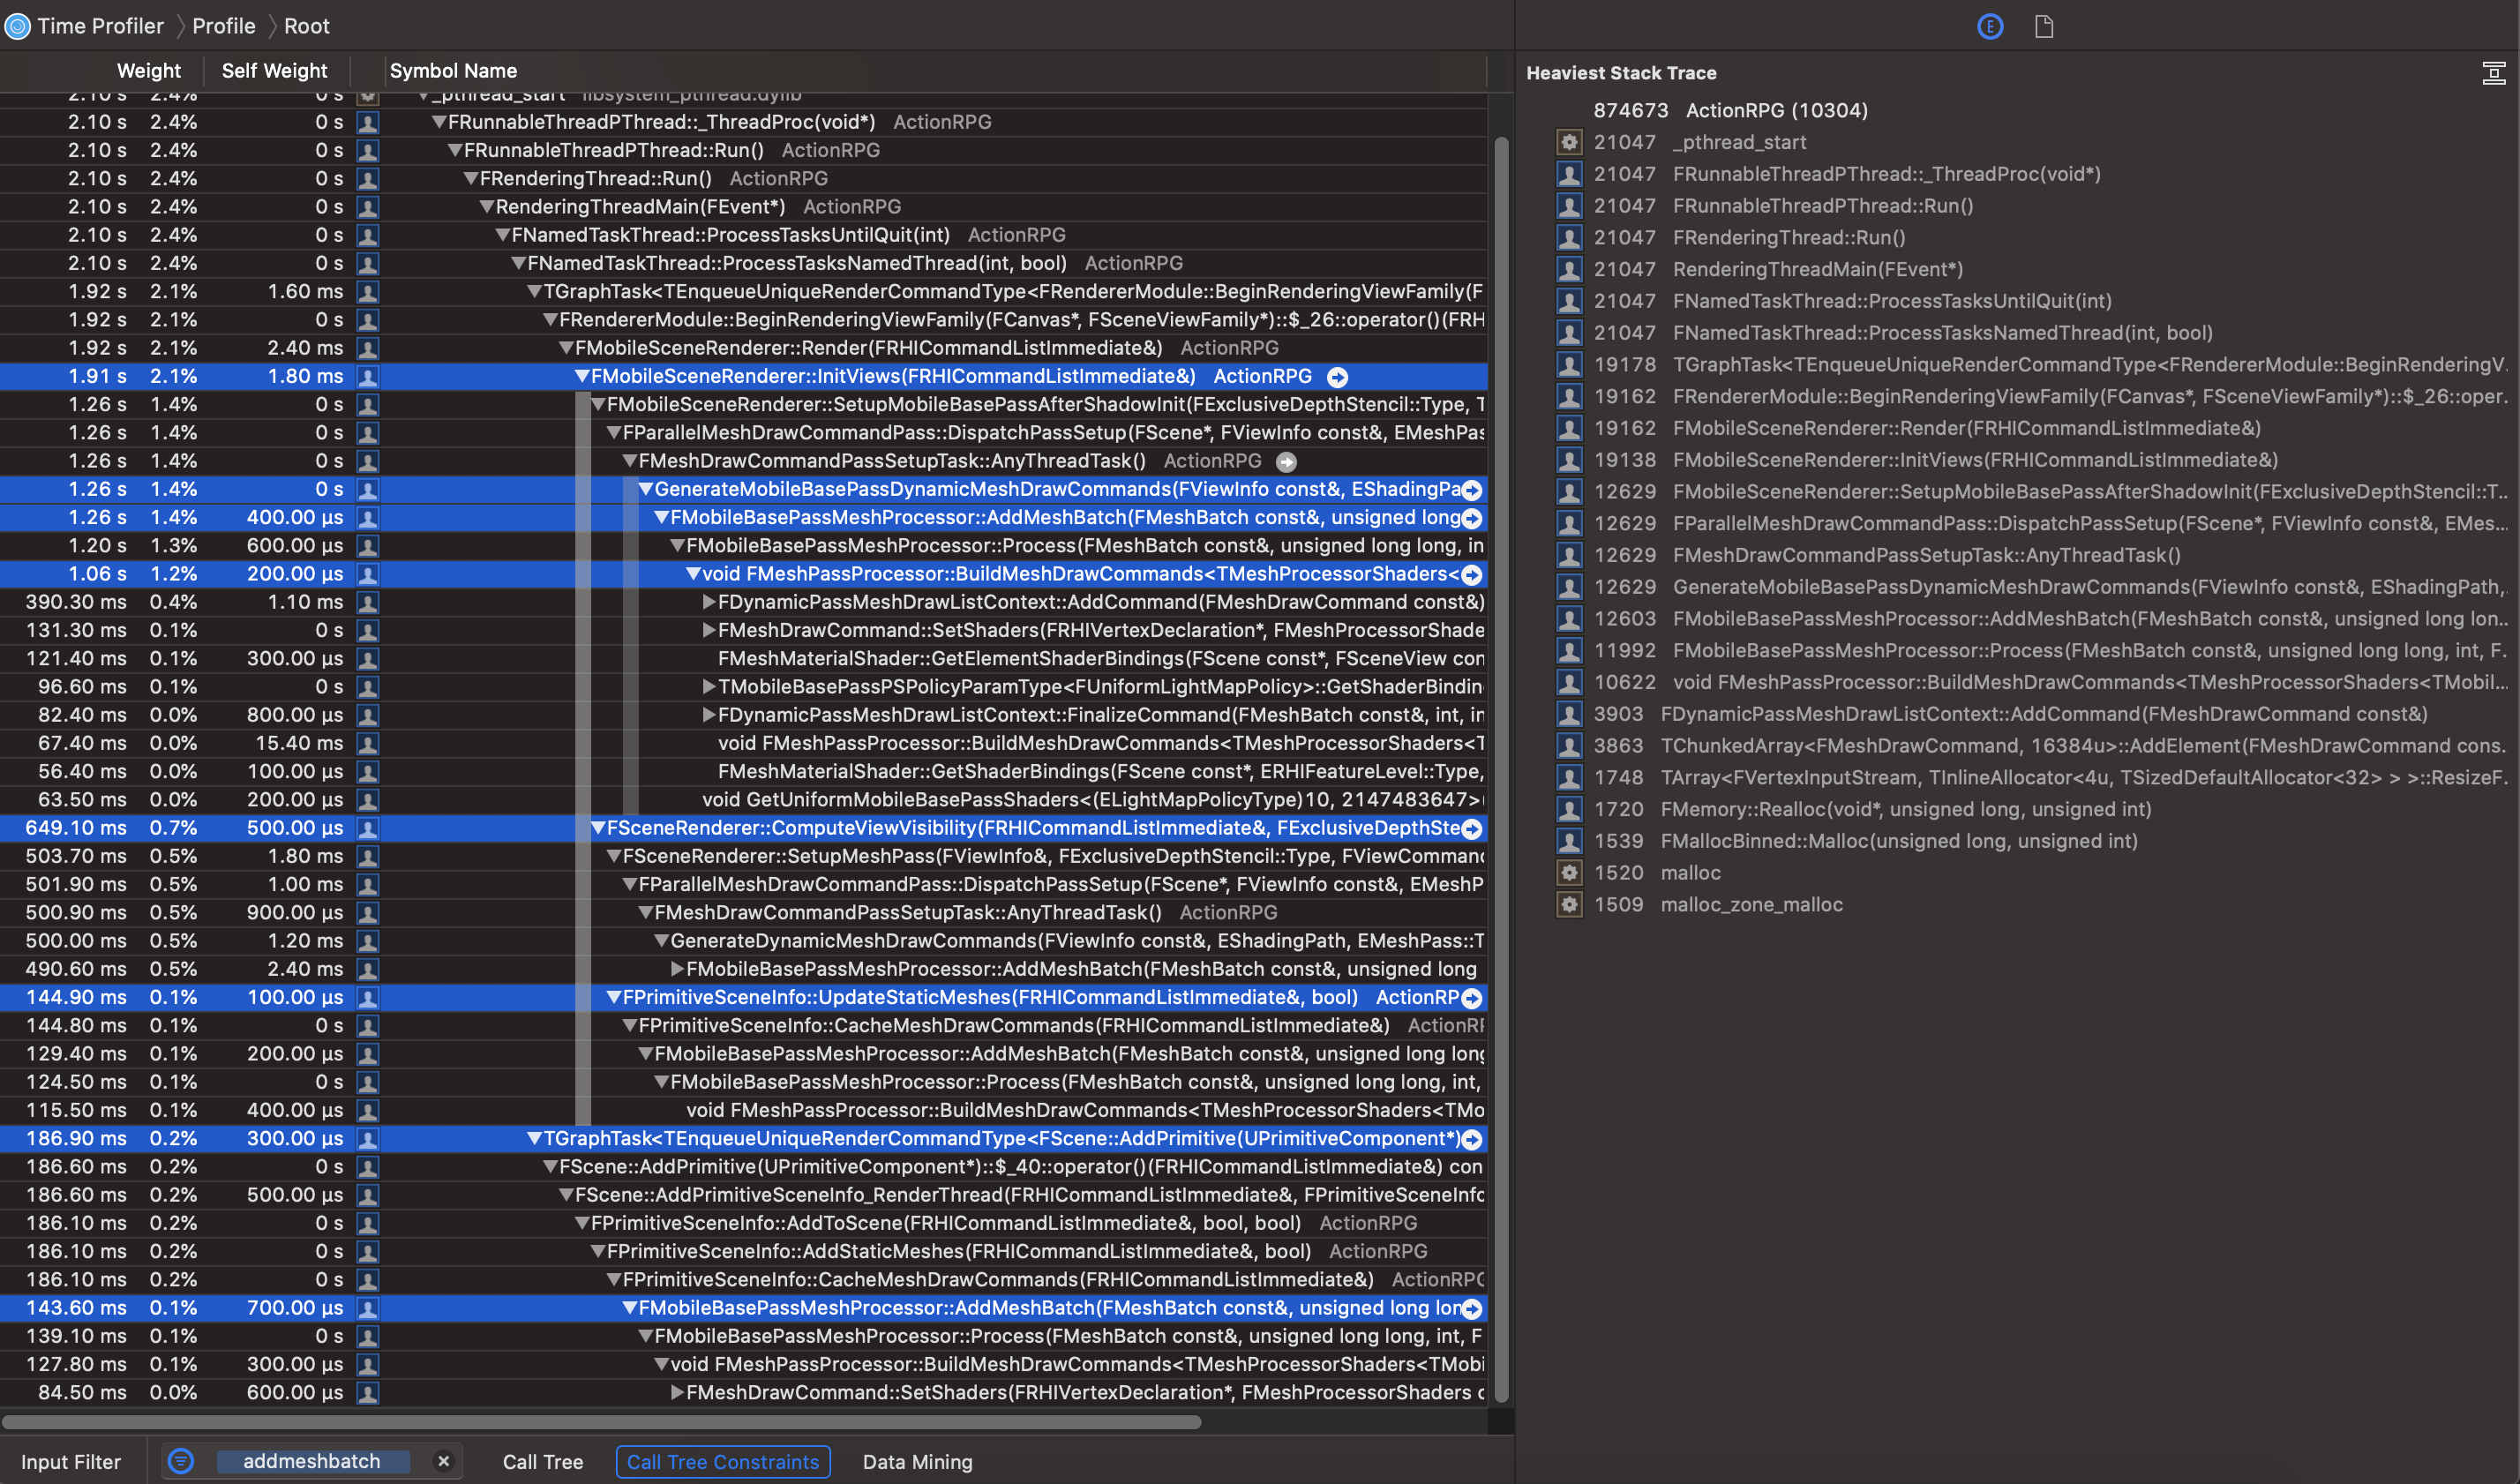 Time Profiler Profile Root
Weight Self Weight Symbol Name
2.10 s 2.4% 0 s _pthread_start libsystem_pthread.dylib
2.10 s 2.4% 0 s FRunnableThreadPThread::_ThreadProc(void*) ActionRPG
2.10 s 2.4% 0 s FRunnableThreadPThread::Run() ActionRPG
2.10 s 2.4% 0 s FRenderingThread::Run() ActionRPG
2.10 s 2.4% 0 s RenderingThreadMain(FEvent*) ActionRPG
2.10 s 2.4% 0 s FNamedTaskThread::ProcessTasksUntilQuit(int) ActionRPG
2.10 s 2.4% 0 s FNamedTaskThread::ProcessTasksNamedThread(int, bool) ActionRPG
1.92 s 2.1% 1.60 ms TGraphTask<TEnqueueUniqueRenderCommandType<FRendererModule::BeginRenderingViewFamily(F
1.92 s 2.1% 0 s FRendererModule::BeginRenderingViewFamily(FCanvas*, FSceneViewFamily*)::$_26::operator()(FRH
1.92 s 2.1% 2.40 ms FMobileSceneRenderer::Render(FRHICommandListImmediate&) ActionRPG
1.91 s 2.1% 1.80 ms FMobileSceneRenderer::InitViews(FRHICommandListImmediate&) ActionRPG
1.26 s 1.4% 0 s FMobileSceneRenderer::SetupMobileBasePassAfterShadowInit(FExclusiveDepthStencil::Type, T
1.26 s 1.4% 0 s FParallelMeshDrawCommandPass::DispatchPassSetup(FScene*, FViewInfo const&, EMeshPas
1.26 s 1.4% 0 s FMeshDrawCommandPassSetupTask::AnyThreadTask() ActionRPG
1.26 s 1.4% 0 s GenerateMobileBasePassDynamicMeshDrawCommands(FViewInfo const&, EShadingPa
1.26 s 1.4% 400.00 µs FMobileBasePassMeshProcessor::AddMeshBatch(FMeshBatch const&, unsigned long
1.20 s 1.3% 600.00 µs FMobileBasePassMeshProcessor::Process(FMeshBatch const&, unsigned long long, in
1.06 s 1.2% 200.00 µs void FMeshPassProcessor::BuildMeshDrawCommands<TMeshProcessorShaders<
390.30 ms 0.4% 1.10 ms FDynamicPassMeshDrawListContext::AddCommand(FMeshDrawCommand const&)
131.30 ms 0.1% 0 s FMeshDrawCommand::SetShaders(FRHIVertexDeclaration*, FMeshProcessorShade
121.40 ms 0.1% 300.00 µs FMeshMaterialShader::GetElementShaderBindings(FScene const*, FSceneView con
96.60 ms 0.1% 0 s TMobileBasePassPSPolicyParamType<FUniformLightMapPolicy>::GetShaderBindin
82.40 ms 0.0% 800.00 µs FDynamicPassMeshDrawListContext::FinalizeCommand(FMeshBatch const&, int, in
67.40 ms 0.0% 15.40 ms void FMeshPassProcessor::BuildMeshDrawCommands<TMeshProcessorShaders<T
56.40 ms 0.0% 100.00 µs FMeshMaterialShader::GetShaderBindings(FScene const*, ERHIFeatureLevel::Type,
63.50 ms 0.0% 200.00 µs void GetUniformMobileBasePassShaders<(ELightMapPolicyType)10, 2147483647>(
649.10 ms 0.7% 500.00 µs FSceneRenderer::ComputeViewVisibility(FRHICommandListImmediate&, FExclusiveDepthSte
503.70 ms 0.5% 1.80 ms FSceneRenderer::SetupMeshPass(FViewInfo&, FExclusiveDepthStencil::Type, FViewCommand
501.90 ms 0.5% 1.00 ms FParallelMeshDrawCommandPass::DispatchPassSetup(FScene*, FViewInfo const&, EMeshP
500.90 ms 0.5% 900.00 µs FMeshDrawCommandPassSetupTask::AnyThreadTask() ActionRPG
500.00 ms 0.5% 1.20 ms GenerateDynamicMeshDrawCommands(FViewInfo const&, EShadingPath, EMeshPass::T
490.60 ms 0.5% 2.40 ms FMobileBasePassMeshProcessor::AddMeshBatch(FMeshBatch const&, unsigned long
144.90 ms 0.1% 100.00 µs FPrimitiveSceneInfo::UpdateStaticMeshes(FRHICommandListImmediate&, bool) ActionRP
144.80 ms 0.1% 0 s FPrimitiveSceneInfo::CacheMeshDrawCommands(FRHICommandListImmediate&) ActionRF
129.40 ms 0.1% 200.00 µs FMobileBasePassMeshProcessor::AddMeshBatch(FMeshBatch const&, unsigned long long
124.50 ms 0.1% 0 s FMobileBasePassMeshProcessor::Process(FMeshBatch const&, unsigned long long, int,
115.50 ms 0.1% 400.00 µs void FMeshPassProcessor::BuildMeshDrawCommands<TMeshProcessorShaders<TMo
186.90 ms 0.2% 300.00 µs TGraphTask<TEnqueueUniqueRenderCommandType<FScene::AddPrimitive(UPrimitiveComponent*)
186.60 ms 0.2% 0 s FScene::AddPrimitive(UPrimitiveComponent*)::$_40::operator()(FRHICommandListImmediate&) con
186.60 ms 0.2% 500.00 µs FScene::AddPrimitiveSceneInfo_RenderThread(FRHICommandListImmediate&, FPrimitiveSceneInfo
186.10 ms 0.2% 0 s FPrimitiveSceneInfo::AddToScene(FRHICommandListImmediate&, bool, bool) ActionRPG
186.10 ms 0.2% 0 s FPrimitiveSceneInfo::AddStaticMeshes(FRHICommandListImmediate&, bool) ActionRPG
186.10 ms 0.2% 0 s FPrimitiveSceneInfo::CacheMeshDrawCommands(FRHICommandListImmediate&) ActionRPG
143.60 ms 0.1% 700.00 µs FMobileBasePassMeshProcessor::AddMeshBatch(FMeshBatch const&, unsigned long lon
139.10 ms 0.1% 0 s FMobileBasePassMeshProcessor::Process(FMeshBatch const&, unsigned long long, int, F
127.80 ms 0.1% 300.00 µs void FMeshPassProcessor::BuildMeshDrawCommands<TMeshProcessorShaders<TMobi
84.50 ms 0.0% 600.00 µs FMeshDrawCommand::SetShaders(FRHIVertexDeclaration*, FMeshProcessorShaders c
Input Filter addmeshbatch Call Tree Call Tree Constraints Data Mining
E
Heaviest Stack Trace
874673 ActionRPG (10304)
21047 _pthread_start
21047 FRunnableThreadPThread::_ThreadProc(void*)
21047 FRunnableThreadPThread::Run()
21047 FRenderingThread::Run()
21047 RenderingThreadMain(FEvent*)
21047 FNamedTaskThread::ProcessTasksUntilQuit(int)
21047 FNamedTaskThread::ProcessTasksNamedThread(int, bool)
19178 TGraphTask<TEnqueueUniqueRenderCommandType<FRendererModule::BeginRenderingV...
19162 FRendererModule::BeginRenderingViewFamily(FCanvas*, FSceneViewFamily*)::$_26::oper...
19162 FMobileSceneRenderer::Render(FRHICommandListImmediate&)
19138 FMobileSceneRenderer::InitViews(FRHICommandListImmediate&)
12629 FMobileSceneRenderer::SetupMobileBasePassAfterShadowInit(FExclusiveDepthStencil::T...
12629 FParallelMeshDrawCommandPass::DispatchPassSetup(FScene*, FViewInfo const&, EMes...
12629 FMeshDrawCommandPassSetupTask::AnyThreadTask()
12629 GenerateMobileBasePassDynamicMeshDrawCommands(FViewInfo const&, EShadingPath,...
12603 FMobileBasePassMeshProcessor::AddMeshBatch(FMeshBatch const&, unsigned long lon...
11992 FMobileBasePassMeshProcessor::Process(FMeshBatch const&, unsigned long long, int, F...
10622 void FMeshPassProcessor::BuildMeshDrawCommands<TMeshProcessorShaders<TMobil...
3903 FDynamicPassMeshDrawListContext::AddCommand(FMeshDrawCommand const&)
3863 TChunkedArray<FMeshDrawCommand, 16384u>::AddElement(FMeshDrawCommand cons...
1748 TArray<FVertexInputStream, TInlineAllocator<4u, TSizedDefaultAllocator<32> > >::ResizeF...
1720 FMemory::Realloc(void*, unsigned long, unsigned int)
1539 FMallocBinned::Malloc(unsigned long, unsigned int)
1520 malloc
1509 malloc_zone_malloc